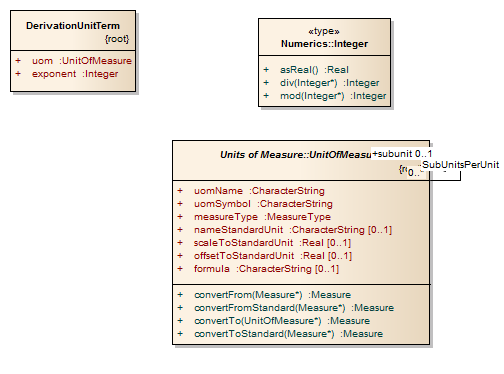 DerivationUnitTerm
{root}
+ uom :UnitOfMeasure
+ exponent :Integer
«type»
Numerics::Integer
+ asReal() :Real
+ div(Integer*) :Integer
+ mod(Integer*) :Integer
Units of Measure::UnitOfMeasu
+subunit 0..1
+SubUnitsPerUnit
0..
+ uomName :CharacterString
+ uomSymbol :CharacterString
+ measureType :MeasureType
+ nameStandardUnit :CharacterString [0..1]
+ scaleToStandardUnit :Real [0..1]
+ offsetToStandardUnit :Real [0..1]
+ formula :CharacterString [0..1]
+ convertFrom(Measure*) :Measure
+ convertFromStandard(Measure*) :Measure
+ convertTo(UnitOfMeasure*) :Measure
+ convertToStandard(Measure*) :Measure